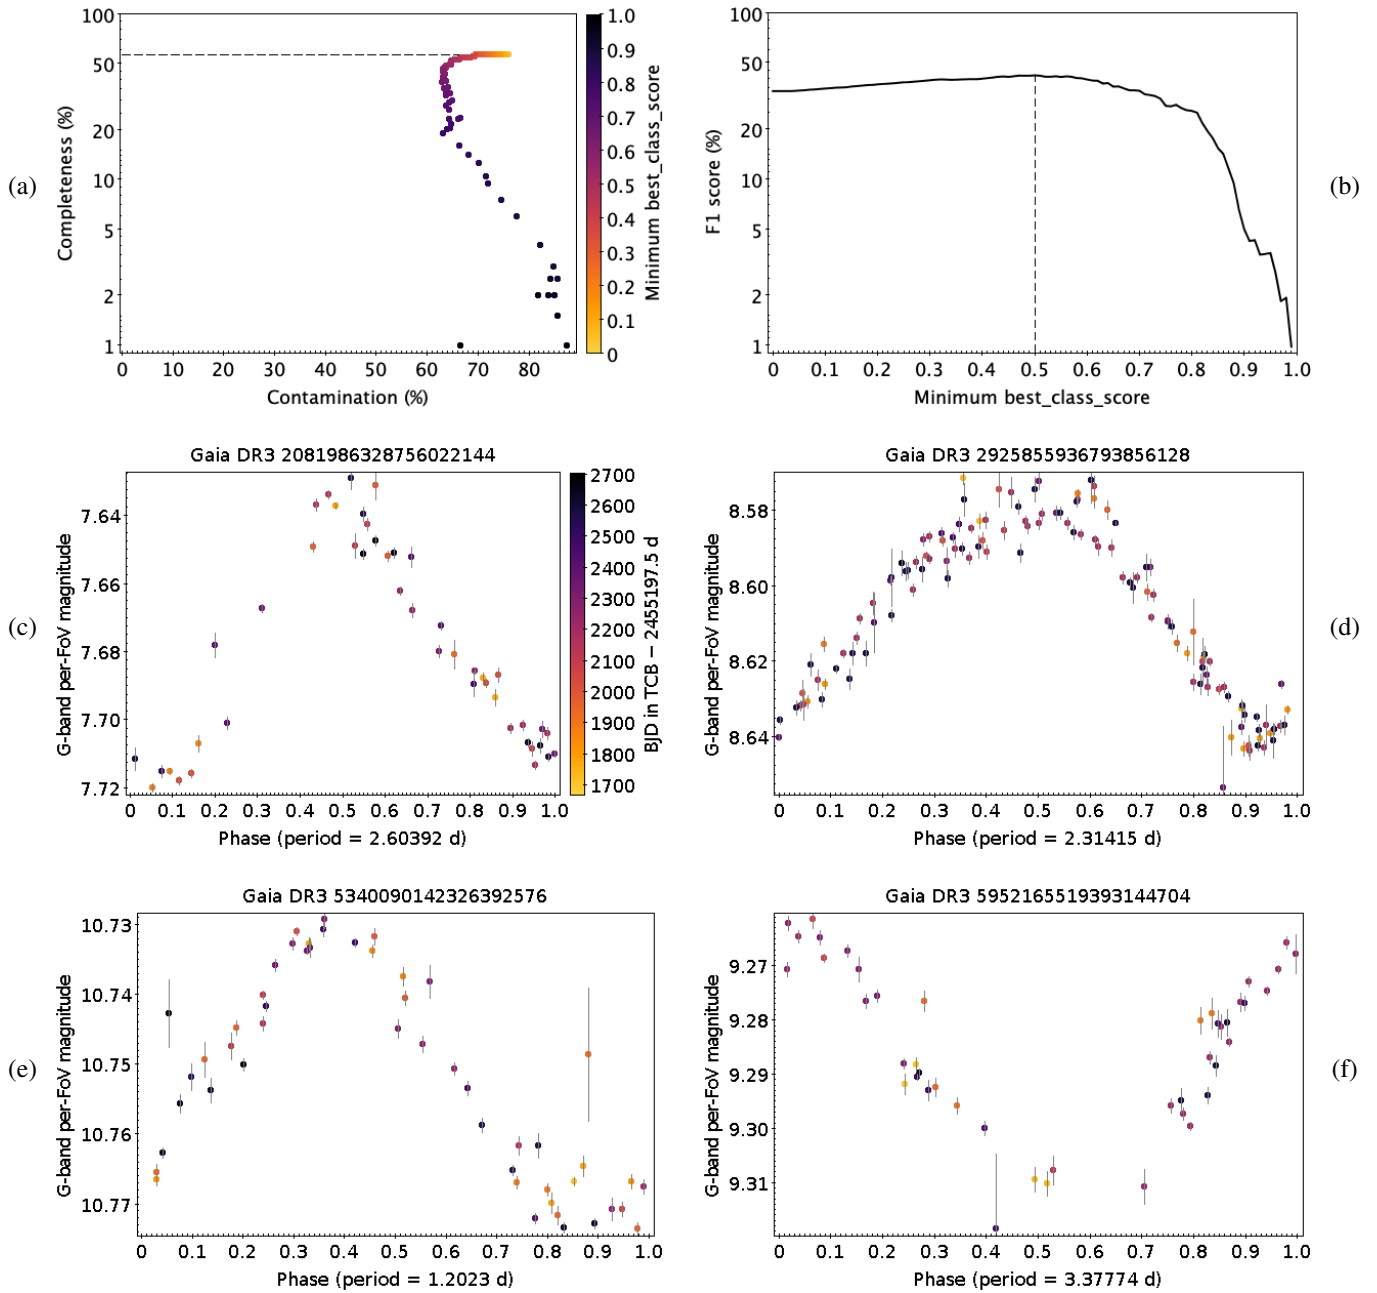 (a)
100
50
20
10
5
2
1
Completeness (%)
0 10 20 30 40 50 60 70 80
Contamination (%)
1.0
0.9
0.8
0.7
0.6
0.5
0.4
0.3
0.2
0.1
0
Minimum best_class_score
(b)
100
50
20
10
5
2
1
F1 score (%)
0 0.1 0.2 0.3 0.4 0.5 0.6 0.7 0.8 0.9 1.0
Minimum best_class_score
(c)
Gaia DR3 2081986328756022144
7.64
7.66
7.68
7.70
7.72
G-band per-FoV magnitude
0 0.1 0.2 0.3 0.4 0.5 0.6 0.7 0.8 0.9 1.0
Phase (period = 2.60392 d)
2700
2600
2500
2400
2300
2200
2100
2000
1900
1800
1700
BJD in TCB − 2455197.5 d
(d)
Gaia DR3 2925855936793856128
8.58
8.60
8.62
8.64
G-band per-FoV magnitude
0 0.1 0.2 0.3 0.4 0.5 0.6 0.7 0.8 0.9 1.0
Phase (period = 2.31415 d)
(e)
Gaia DR3 5340090142326392576
10.73
10.74
10.75
10.76
10.77
G-band per-FoV magnitude
0 0.1 0.2 0.3 0.4 0.5 0.6 0.7 0.8 0.9 1.0
Phase (period = 1.2023 d)
(f)
Gaia DR3 5952165519393144704
9.27
9.28
9.29
9.30
9.31
G-band per-FoV magnitude
0 0.1 0.2 0.3 0.4 0.5 0.6 0.7 0.8 0.9 1.0
Phase (period = 3.37774 d)